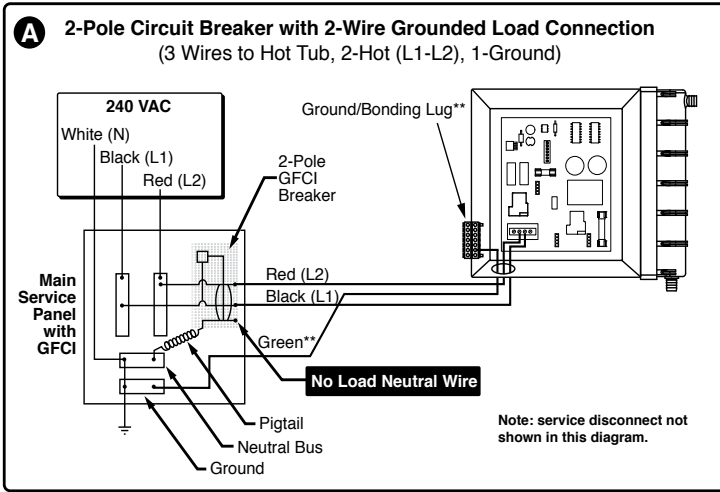 A
2-Pole Circuit Breaker with 2-Wire Grounded Load Connection
(3 Wires to Hot Tub, 2-Hot (L1-L2), 1-Ground)
240 VAC
White (N)
Black (L1)
Red (L2)
Ground/Bonding Lug**
2-Pole
GFCI
Breaker
Main
Service
Panel
with
GFCI
Red (L2)
Black (L1)
Green**
No Load Neutral Wire
Pigtail
Neutral Bus
Ground
Note: service disconnect not
shown in this diagram.